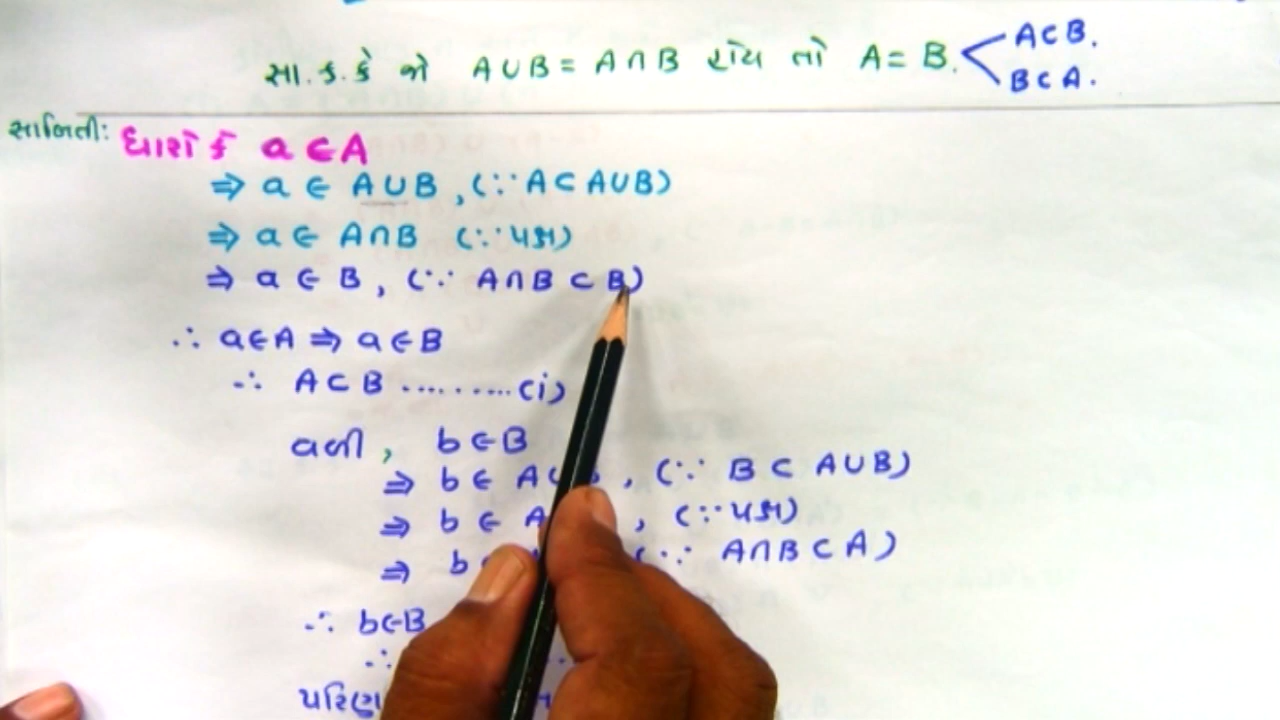 સા.ક.કે જો A∪B = A∩B હોય તો A = B. A⊂B.
B⊂A.
સાબિતી: ધારો કે a∈A
⇒ a ∈ A∪B, (∵ A⊂A∪B)
⇒ a ∈ A∩B (∵ પક્ષ)
⇒ a ∈ B, (∵ A∩B ⊂ B)
∴ a∈A ⇒ a∈B
∴ A⊂B ......... (i)
વળી, b∈B
⇒ b∈ A∪B, (∵ B ⊂ A∪B)
⇒ b ∈ A , (∵ પક્ષ)
⇒ b (∵ A∩B⊂A)
∴ b∈B
∴